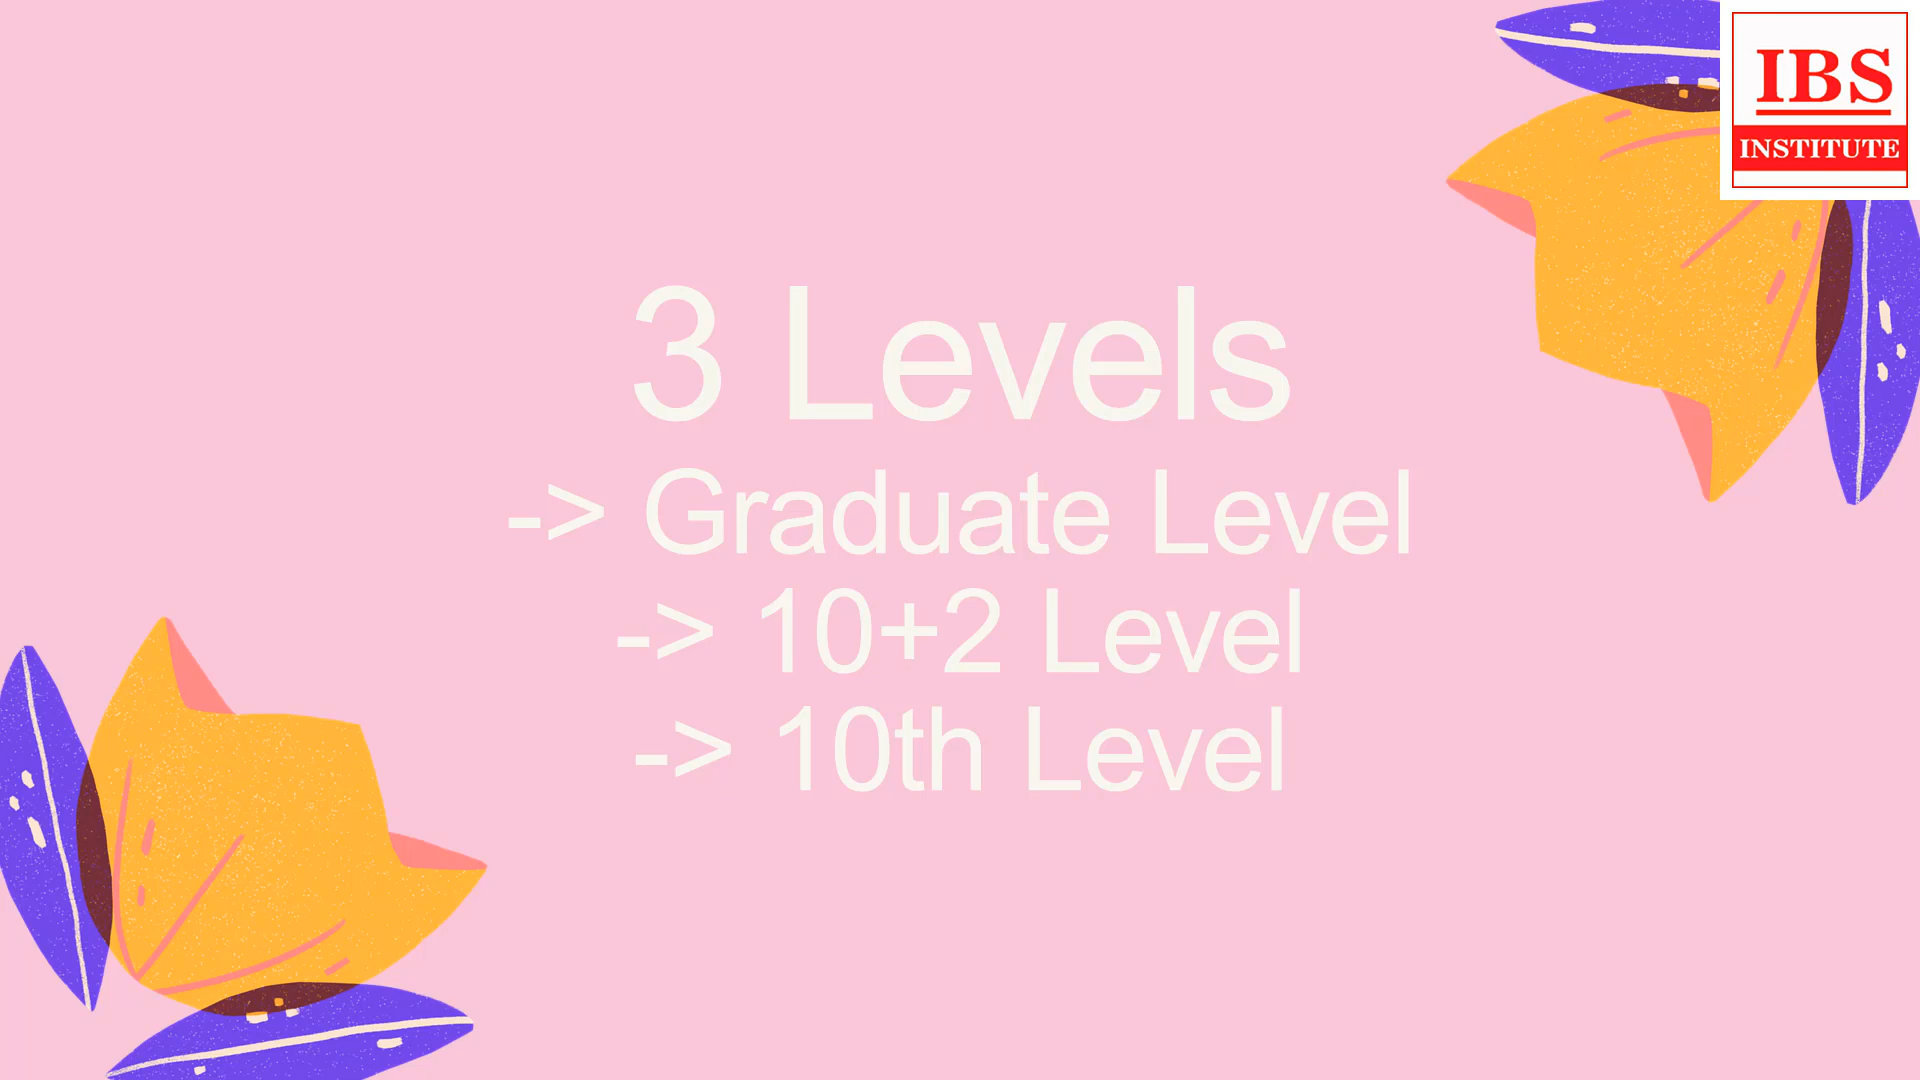 IBS
INSTITUTE
3 Levels
-> Graduate Level
-> 10+2 Level
-> 10th Level